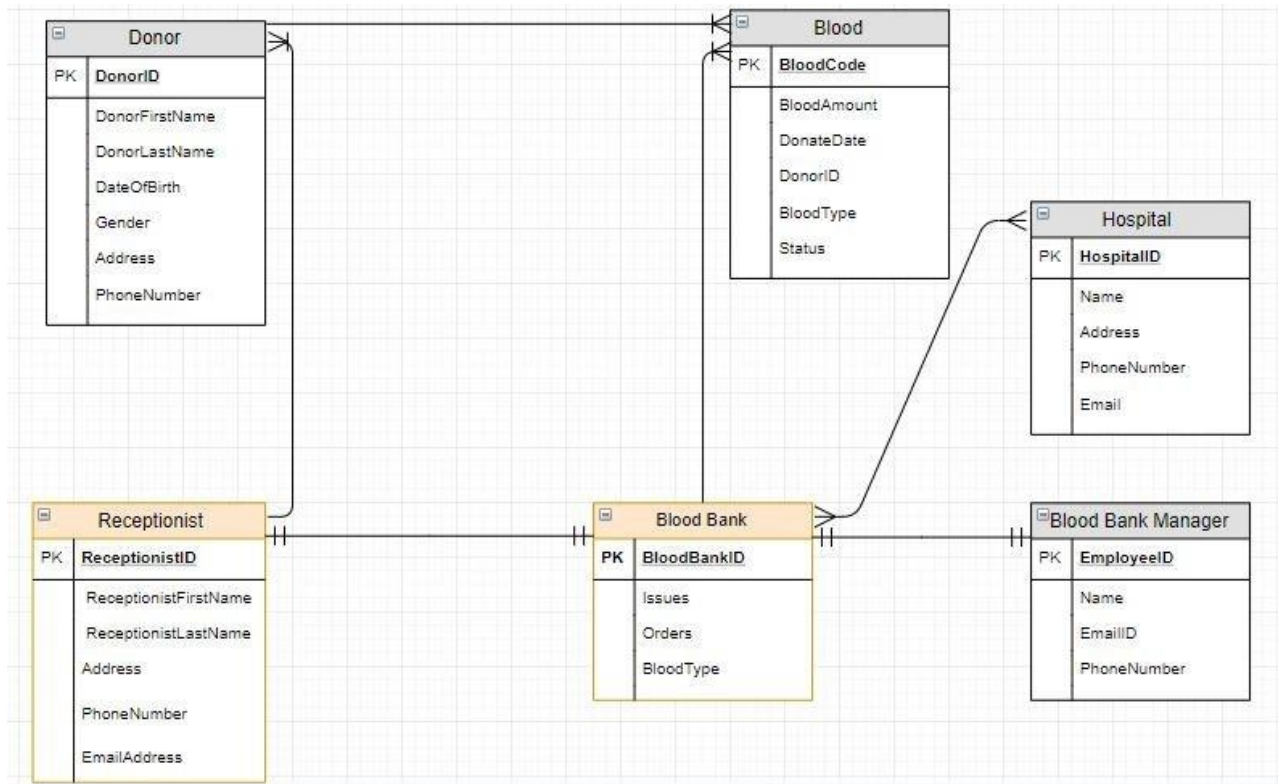 Donor
PK DonorID
DonorFirstName
DonorLastName
DateOfBirth
Gender
Address
PhoneNumber
Blood
PK BloodCode
BloodAmount
DonateDate
DonorID
BloodType
Status
Hospital
PK HospitalID
Name
Address
PhoneNumber
Email
Receptionist
PK ReceptionistID
ReceptionistFirstName
ReceptionistLastName
Address
PhoneNumber
EmailAddress
Blood Bank
PK BloodBankID
Issues
Orders
BloodType
Blood Bank Manager
PK EmployeeID
Name
EmailID
PhoneNumber